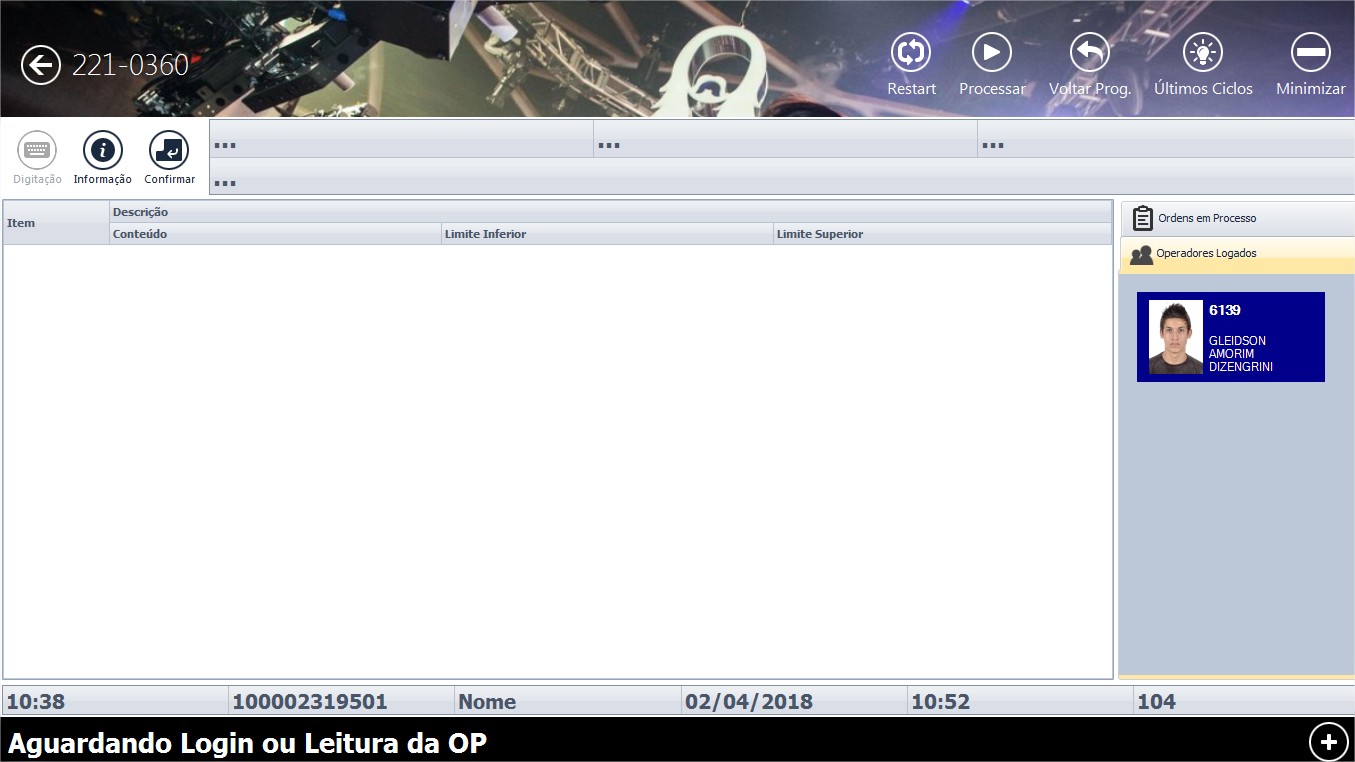 221-0360
Restart
Processar
Voltar Prog.
Últimos Ciclos
Minimizar
Digitação
Informação
Confirmar
...
...
...
...
Item
Descrição
Conteúdo
Limite Inferior
Limite Superior
Ordens em Processo
Operadores Logados
6139
GLEIDSON
AMORIM
DIZENGRINI
10:38
100002319501
Nome
02/04/2018
10:52
104
Aguardando Login ou Leitura da OP